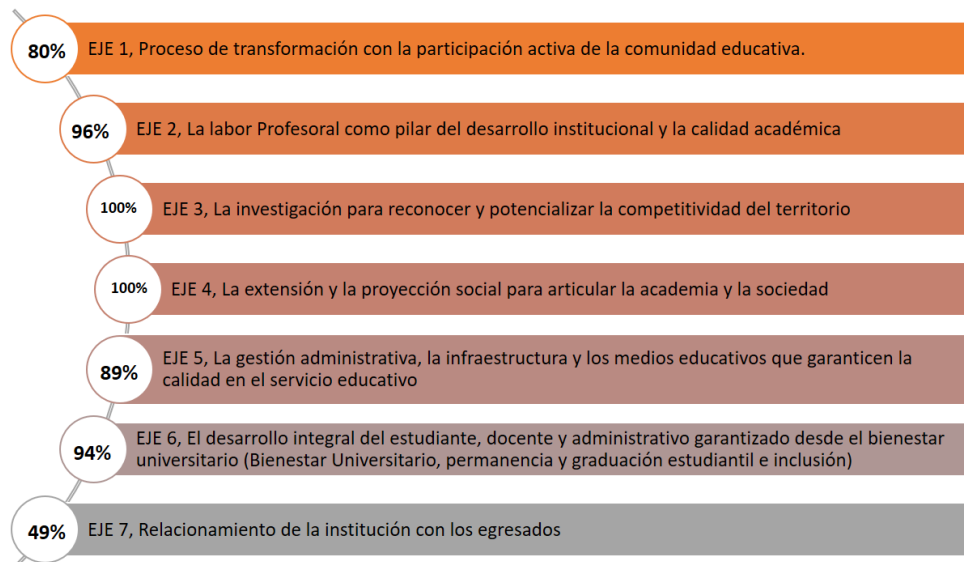 80%
EJE 1, Proceso de transformación con la participación activa de la comunidad educativa.
96%
EJE 2, La labor Profesoral como pilar del desarrollo institucional y la calidad académica
100%
EJE 3, La investigación para reconocer y potencializar la competitividad del territorio
100%
EJE 4, La extensión y la proyección social para articular la academia y la sociedad
89%
EJE 5, La gestión administrativa, la infraestructura y los medios educativos que garanticen la
calidad en el servicio educativo
94%
EJE 6, El desarrollo integral del estudiante, docente y administrativo garantizado desde el bienestar
universitario (Bienestar Universitario, permanencia y graduación estudiantil e inclusión)
49%
EJE 7, Relacionamiento de la institución con los egresados